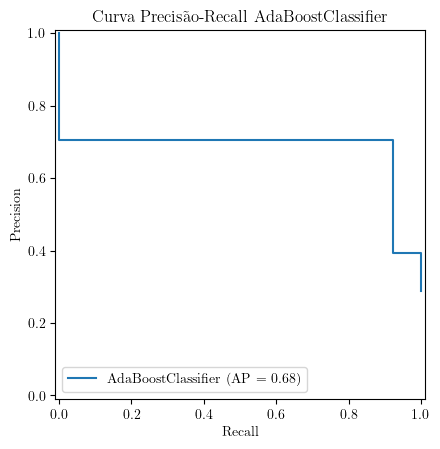 Curva Precisão-Recall AdaBoostClassifier
1.0
0.8
0.6
0.4
0.2
0.0
Precision
AdaBoostClassifier (AP = 0.68)
0.0 0.2 0.4 0.6 0.8 1.0
Recall